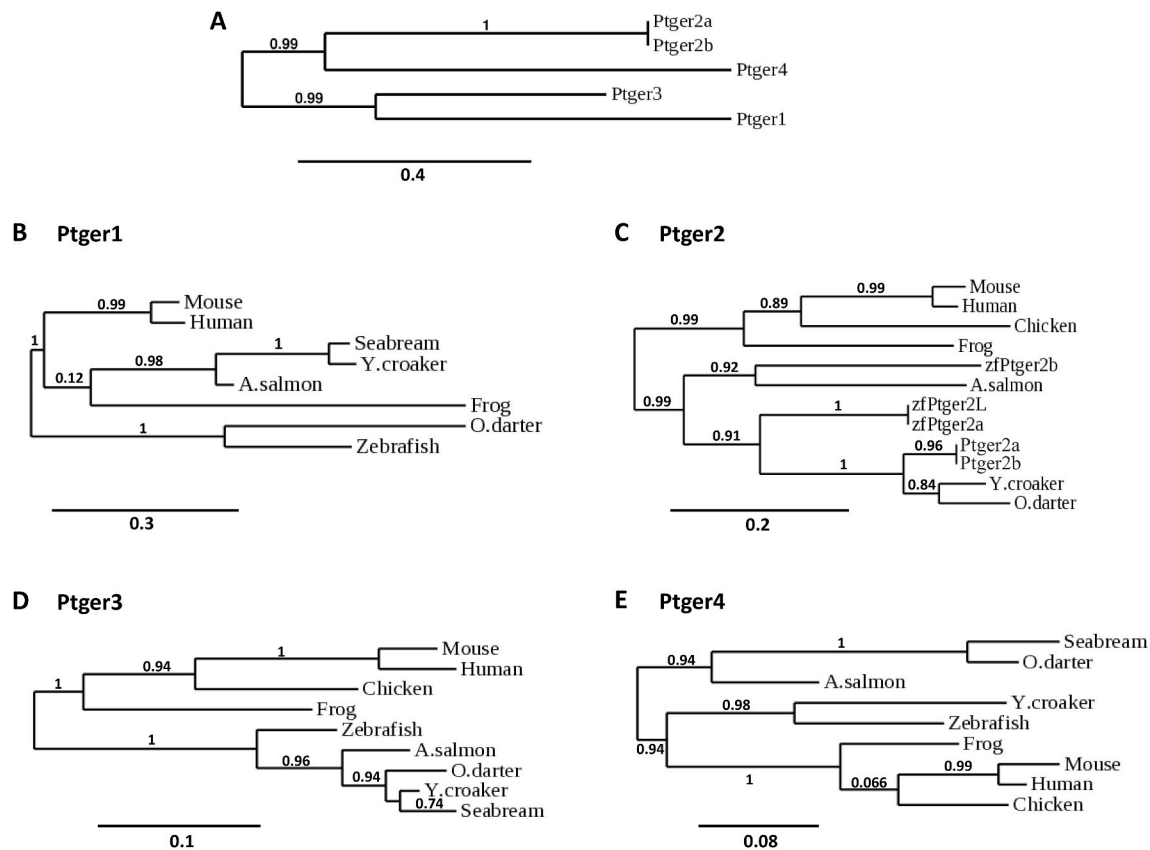 A
1
Ptger2a
Ptger2b
0.99
Ptger4
0.99
Ptger3
Ptger1
0.4
B Ptger1
0.99
Mouse
Human
1
Seabream
1
Y.croaker
0.98
A.salmon
0.12
Frog
1
O.darter
Zebrafish
0.3
C Ptger2
0.99
Mouse
Human
0.89
Chicken
0.99
Frog
0.92
zfPtger2b
A.salmon
0.99
zfPtger2L
1
zfPtger2a
0.91
0.96
Ptger2a
Ptger2b
1
Y.croaker
0.84
O.darter
0.2
D Ptger3
Mouse
1
Human
0.94
Chicken
1
Frog
Zebrafish
1
A.salmon
0.96
O.darter
0.94
Y.croaker
0.74
Seabream
0.1
E Ptger4
Seabream
1
O.darter
0.94
A.salmon
Y.croaker
0.98
Zebrafish
0.94
Frog
1
Mouse
0.99
Human
0.066
Chicken
0.08